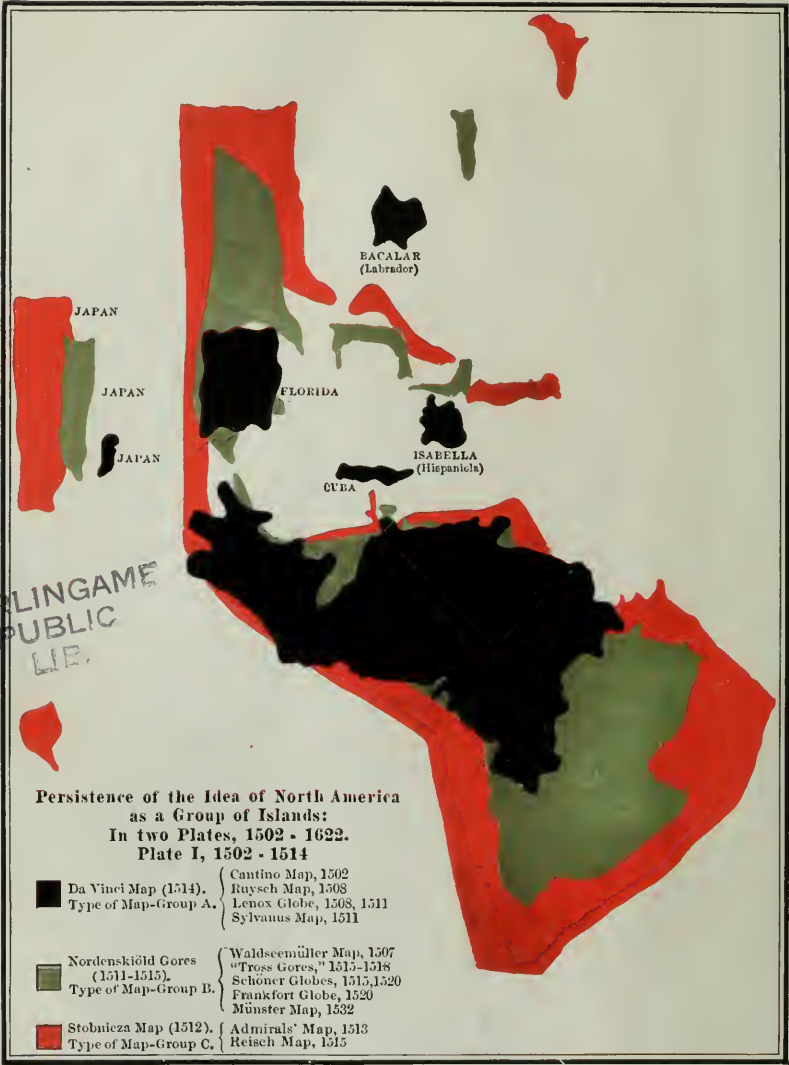 BACALAR
(Labrador)
JAPAN
JAPAN
FLORIDA
JAPAN
ISABELLA
(Hispaniola)
CUBA
RLINGAME
PUBLIC
LIB.
Persistence of the Idea of North America
as a Group of Islands:
In two Plates, 1502 - 1622.
Plate I, 1502 - 1514
Da Vinci Map (1514).
Type of Map-Group A.
Cantino Map, 1502
Ruysch Map, 1508
Lenox Globe, 1508, 1511
Sylvanus Map, 1511
Nordenskiöld Gores
(1511-1515).
Type of Map-Group B.
Waldseemüller Map, 1507
"Tross Gores," 1515-1518
Schöner Globes, 1515,1520
Frankfort Globe, 1520
Münster Map, 1532
Stobnicza Map (1512).
Type of Map-Group C.
Admirals' Map, 1513
Reisch Map, 1515